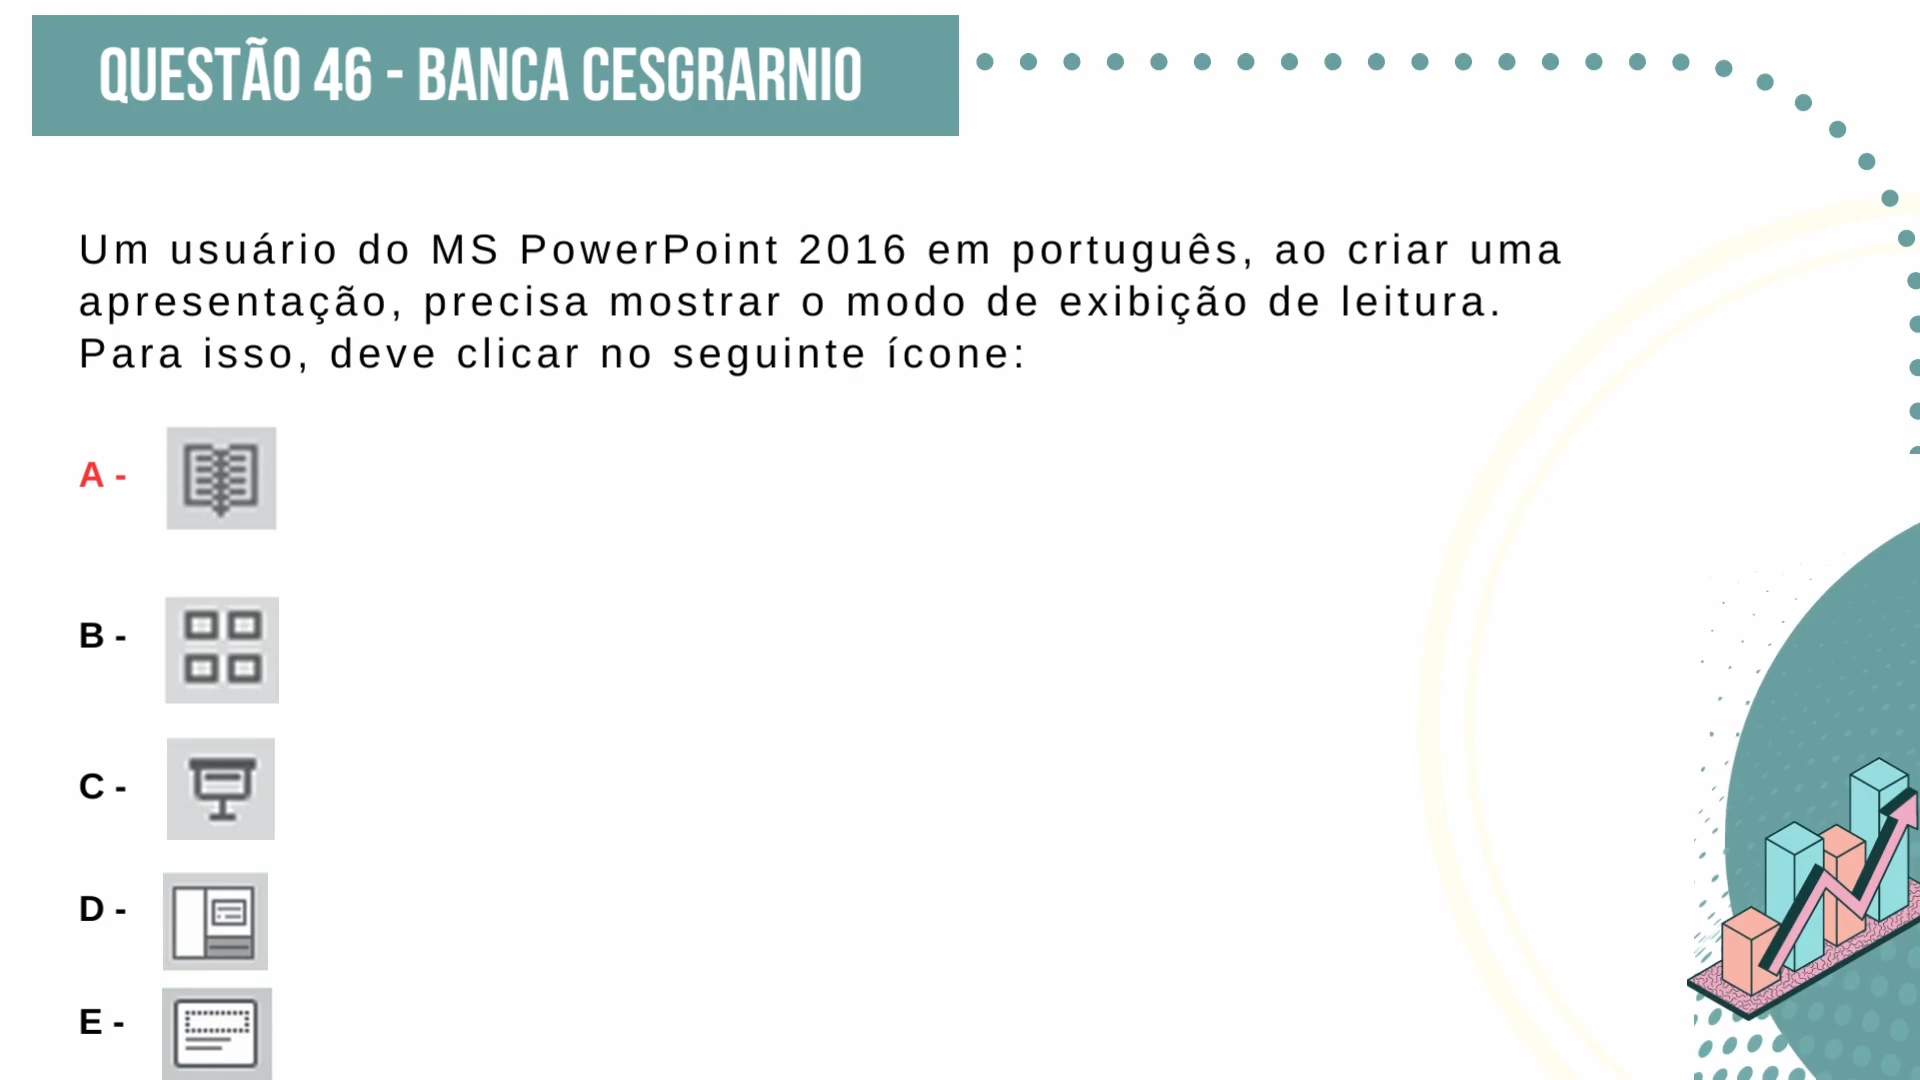 QUESTÃO 46 - BANCA CESGRARNIO
Um usuário do MS PowerPoint 2016 em português, ao criar uma
apresentação, precisa mostrar o modo de exibição de leitura.
Para isso, deve clicar no seguinte ícone:
A -
B -
C -
D -
E -